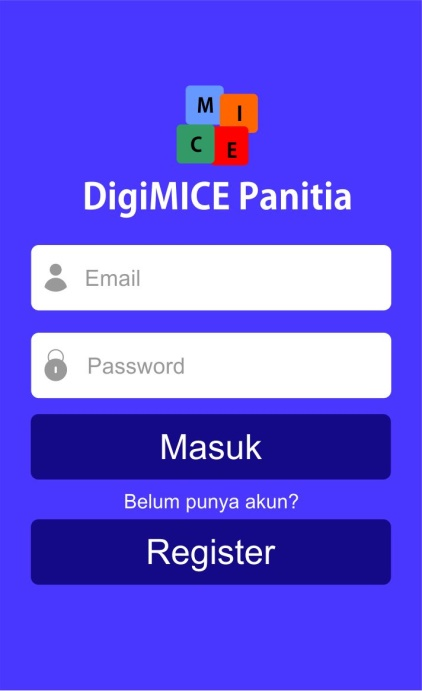 M I
C E
DigiMICE Panitia
Email
Password
Masuk
Belum punya akun?
Register